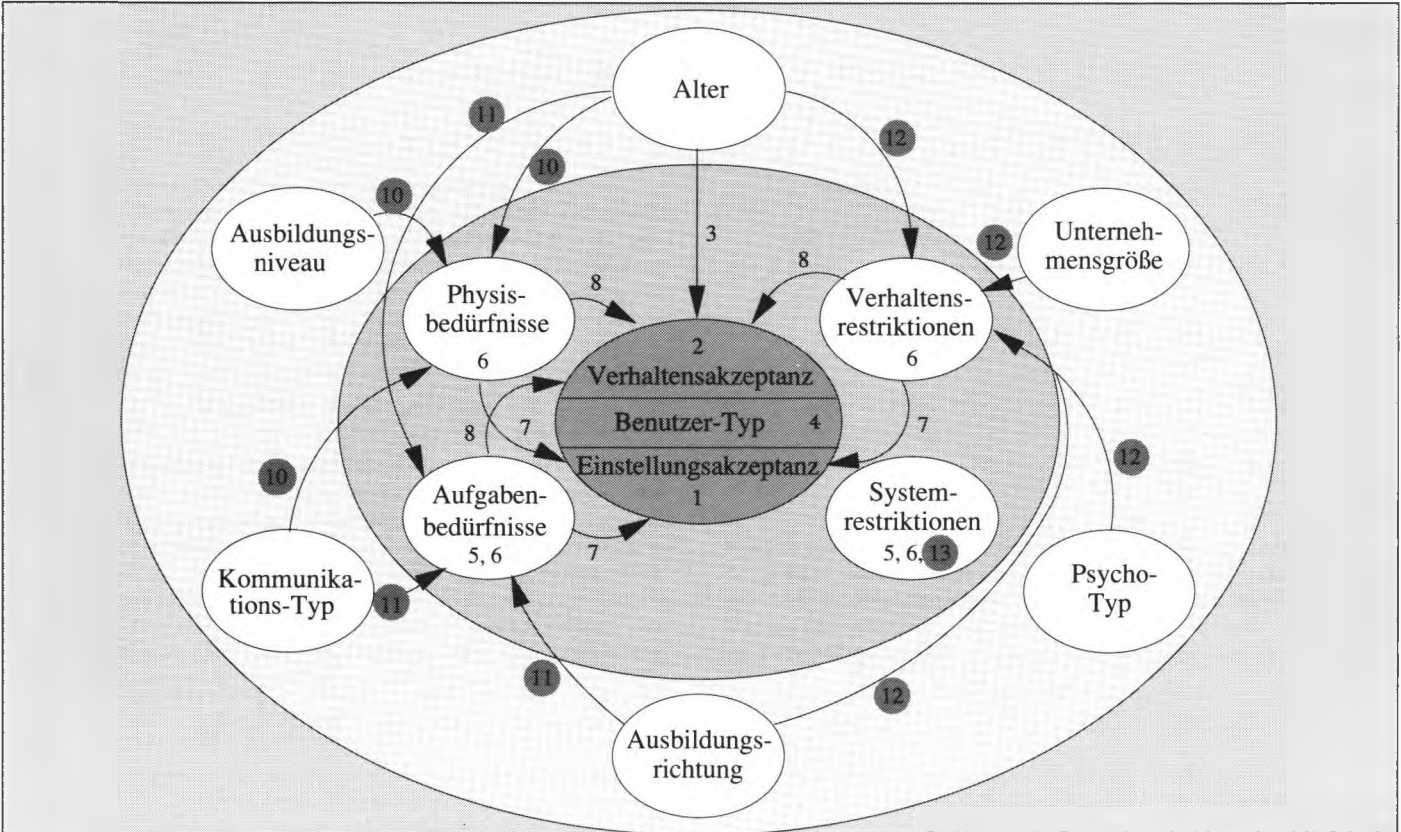 Alter
11
12
10
10
Ausbildungs-
niveau
3
12
Unterneh-
mensgröße
8
8
Physis-
bedürfnisse
6
Verhaltens-
restriktionen
6
2
Verhaltensakzeptanz
Benutzer-Typ 4
Einstellungsakzeptanz
1
8
7
7
12
10
Aufgaben-
bedürfnisse
5, 6
7
System-
restriktionen
5, 6, 13
Kommunika-
tions-Typ
11
Psycho-
Typ
11
12
Ausbildungs-
richtung